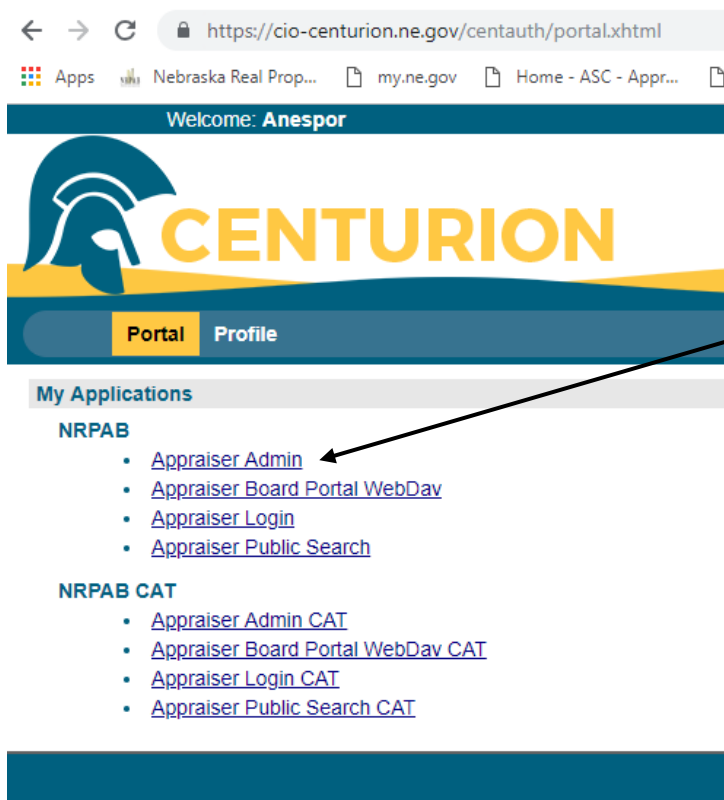 https://cio-centurion.ne.gov/centauth/portal.xhtml
Apps Nebraska Real Prop... my.ne.gov Home - ASC - Appr...
Welcome: Anespor
CENTURION
Portal Profile
My Applications
NRPAB
• Appraiser Admin
• Appraiser Board Portal WebDav
• Appraiser Login
• Appraiser Public Search
NRPAB CAT
• Appraiser Admin CAT
• Appraiser Board Portal WebDav CAT
• Appraiser Login CAT
• Appraiser Public Search CAT